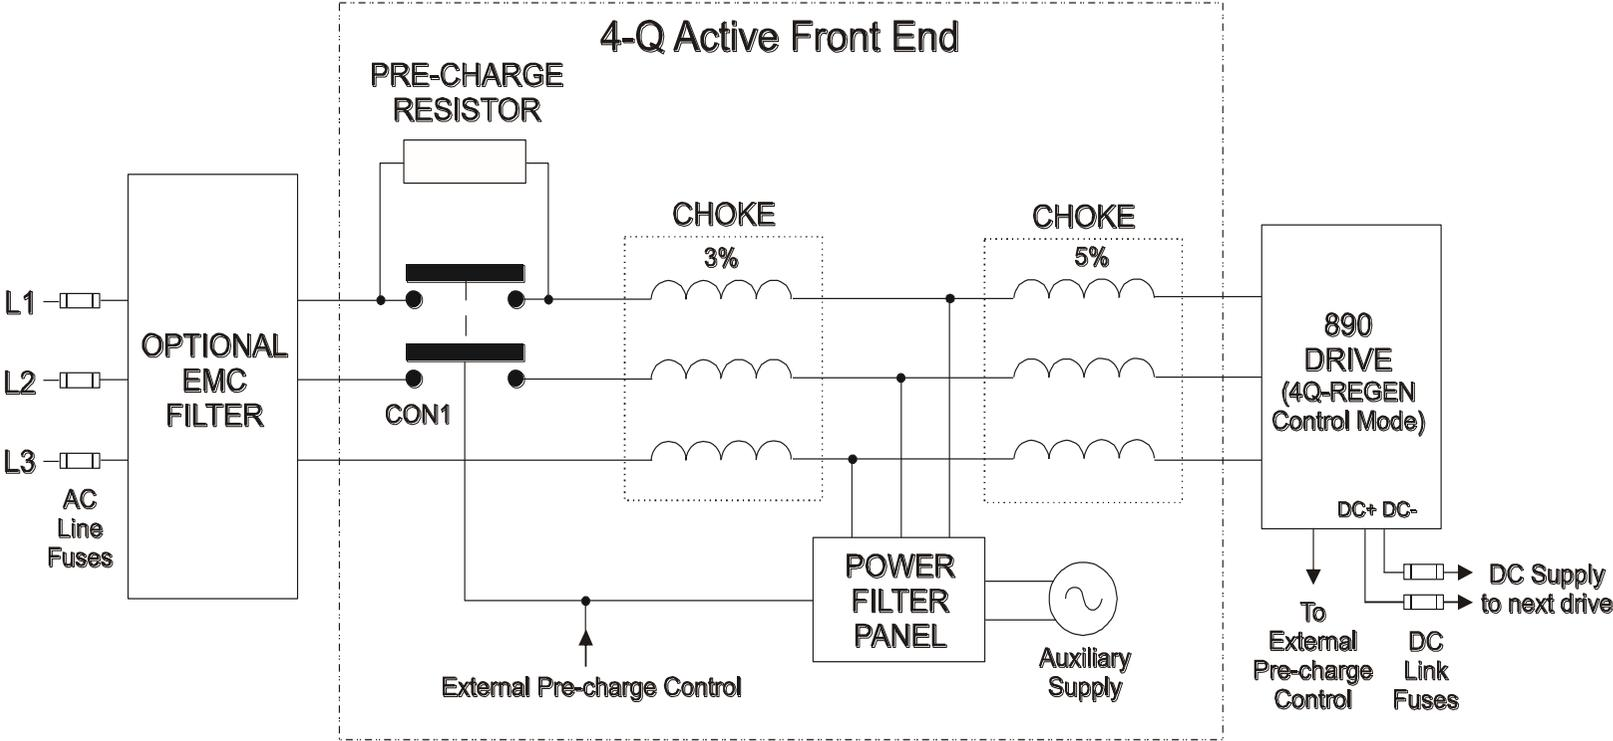 4-Q Active Front End
PRE-CHARGE
RESISTOR
CHOKE
3%
CHOKE
5%
L1
L2
L3
AC
Line
Fuses
OPTIONAL
EMC
FILTER
CON1
890
DRIVE
(4Q-REGEN
Control Mode)
DC+ DC-
POWER
FILTER
PANEL
Auxiliary
Supply
External Pre-charge Control
To
External
Pre-charge
Control
DC
Link
Fuses
DC Supply
to next drive